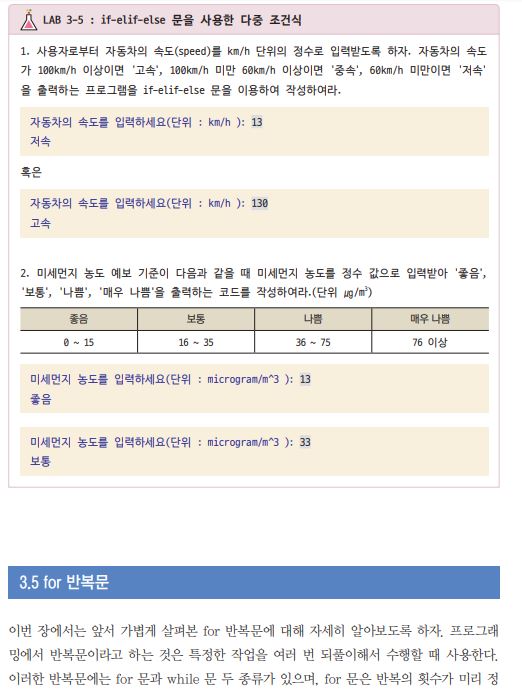 LAB 3-5 : if-elif-else 문을 사용한 다중 조건식
1. 사용자로부터 자동차의 속도(speed)를 km/h 단위의 정수로 입력받도록 하자. 자동차의 속도
가 100km/h 이상이면 '고속', 100km/h 미만 60km/h 이상이면 '중속', 60km/h 미만이면 '저속'
을 출력하는 프로그램을 if-elif-else 문을 이용하여 작성하여라.
자동차의 속도를 입력하세요(단위 : km/h ): 13
저속
혹은
자동차의 속도를 입력하세요(단위 : km/h ): 130
고속
2. 미세먼지 농도 예보 기준이 다음과 같을 때 미세먼지 농도를 정수 값으로 입력받아 '좋음',
'보통', '나쁨', '매우 나쁨'을 출력하는 코드를 작성하여라.(단위 ㎍/m³)
좋음 보통 나쁨 매우 나쁨
0 ~ 15 16 ~ 35 36 ~ 75 76 이상
미세먼지 농도를 입력하세요(단위 : microgram/m^3 ): 13
좋음
미세먼지 농도를 입력하세요(단위 : microgram/m^3 ): 33
보통
3.5 for 반복문
이번 장에서는 앞서 가볍게 살펴본 for 반복문에 대해 자세히 알아보도록 하자. 프로그래
밍에서 반복문이라고 하는 것은 특정한 작업을 여러 번 되풀이해서 수행할 때 사용한다.
이러한 반복문에는 for 문과 while 문 두 종류가 있으며, for 문은 반복의 횟수가 미리 정